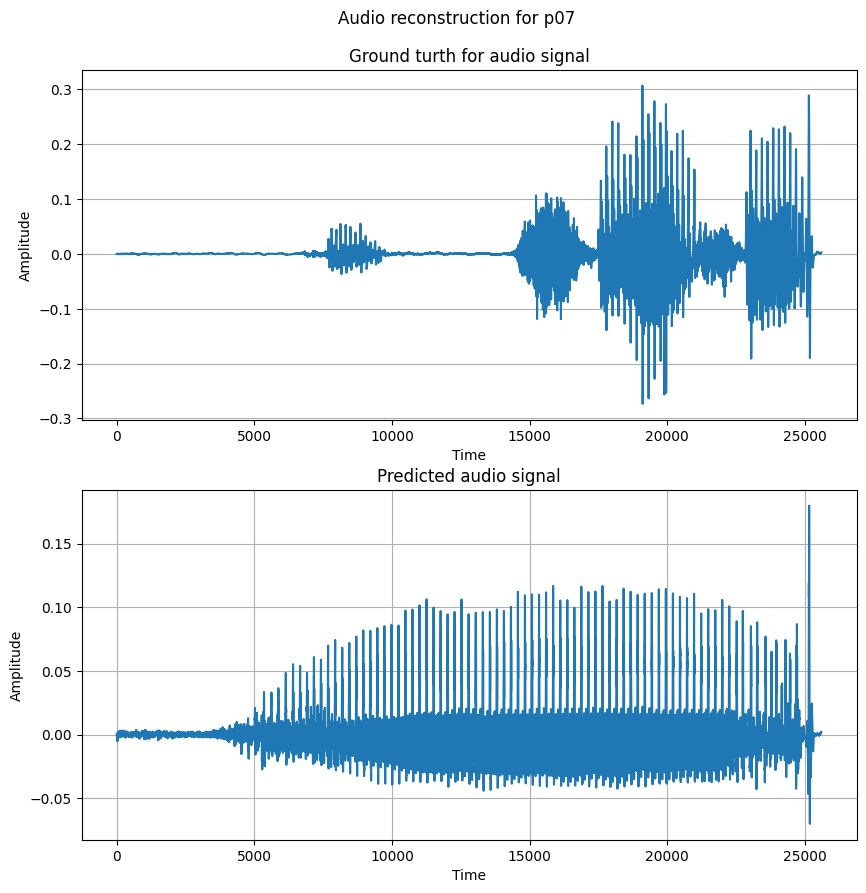 Audio reconstruction for p07
Ground turth for audio signal
0.3
0.2
0.1
0.0
−0.1
−0.2
−0.3
Amplitude
0 5000 10000 15000 20000 25000
Time
Predicted audio signal
0.15
0.10
0.05
0.00
−0.05
Amplitude
0 5000 10000 15000 20000 25000
Time